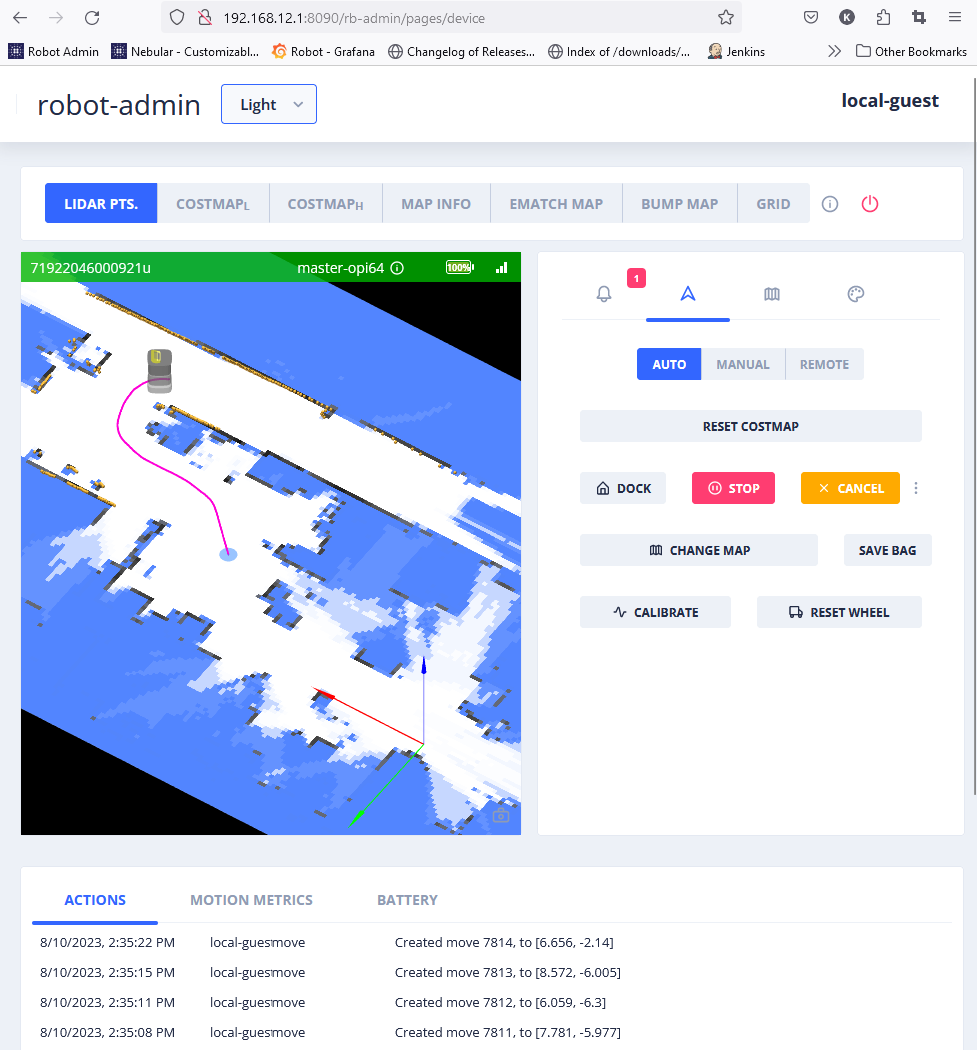 192.168.12.1:8090/rb-admin/pages/device
Robot Admin Nebular - Customizabl... Robot - Grafana Changelog of Releases... Index of /downloads/... Jenkins Other Bookmarks
robot-admin Light local-guest
LIDAR PTS. COSTMAPL COSTMAPH MAP INFO EMATCH MAP BUMP MAP GRID
71922046000921u master-opi64 100%
1
AUTO MANUAL REMOTE
RESET COSTMAP
DOCK STOP CANCEL
CHANGE MAP SAVE BAG
CALIBRATE RESET WHEEL
ACTIONS MOTION METRICS BATTERY
8/10/2023, 2:35:22 PM local-guestmove Created move 7814, to [6.656, -2.14]
8/10/2023, 2:35:15 PM local-guestmove Created move 7813, to [8.572, -6.005]
8/10/2023, 2:35:11 PM local-guestmove Created move 7812, to [6.059, -6.3]
8/10/2023, 2:35:08 PM local-guestmove Created move 7811, to [7.781, -5.977]